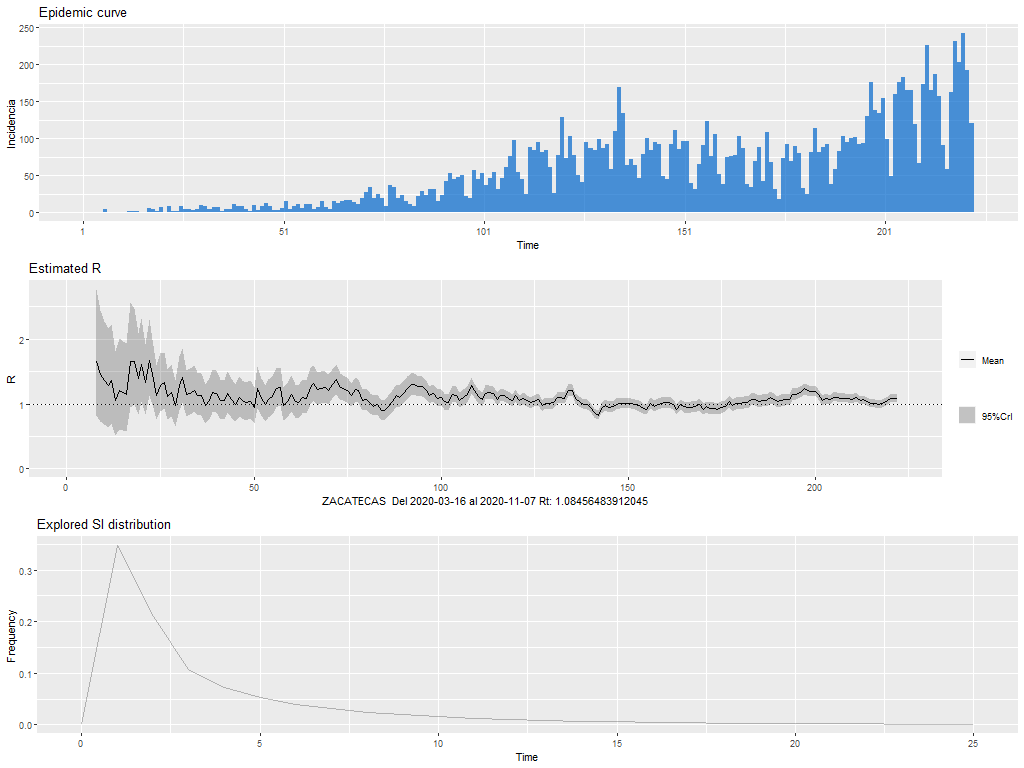 Epidemic curve
250
200
150
100
50
0
Incidencia
1 51 101 151 201
Time
Estimated R
2
1
0
R
Mean
95%CrI
0 50 100 150 200
ZACATECAS Del 2020-03-16 al 2020-11-07 Rt: 1.08456483912045
Explored SI distribution
0.3
0.2
0.1
0.0
Frequency
0 5 10 15 20 25
Time